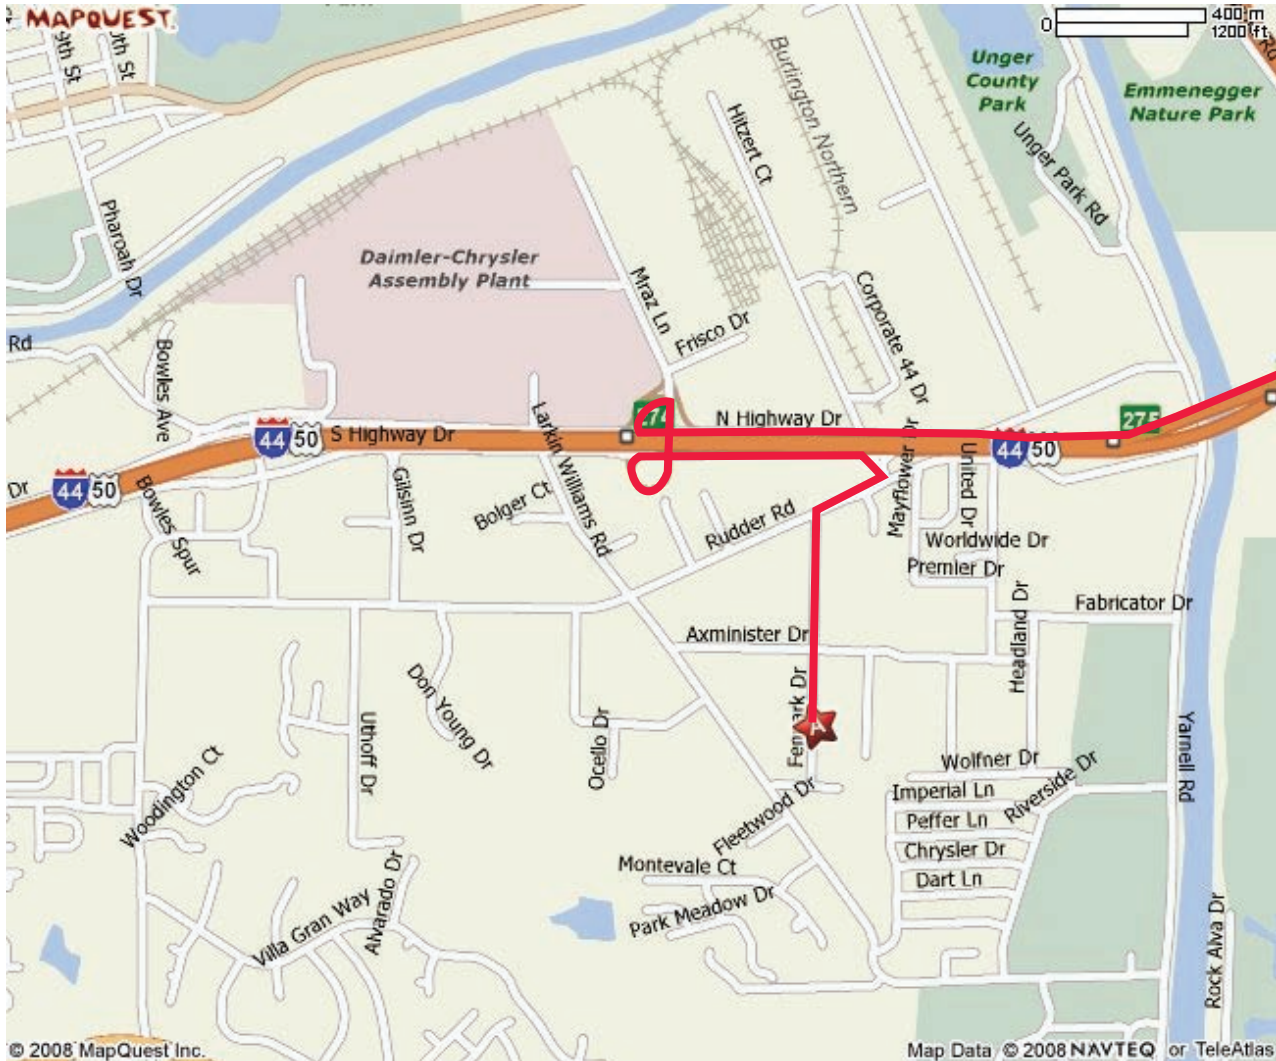 MAPQUEST.
0
400 m
1200 ft
9th St
Unger
County
Park
Emmenegger
Nature Park
Burlington Northern
Hitzert Ct
Unger Park Rd
Pharoah Dr
Daimler-Chrysler
Assembly Plant
Mraz Ln
Frisco Dr
Corporate 44 Dr
Rd
Bowles Ave
Larkin Williams Rd
N Highway Dr
275
44
50
S Highway Dr
44
50
Dr
44
50
Bowles Spur
Gilsinn Dr
Bolger Ct
Rudder Rd
Mayflower Dr
United Dr
Worldwide Dr
Premier Dr
Headland Dr
Fabricator Dr
Axminister Dr
Don Young Dr
Uthoff Dr
Ocello Dr
A
Wolfner Dr
Yarnell Rd
Woodington Ct
Imperial Ln
Riverside Dr
Peffer Ln
Fleetwood Dr
Chrysler Dr
Montevale Ct
Dart Ln
Park Meadow Dr
Villa Gran Way
Alvarado Dr
Rock Alva Dr
© 2008 MapQuest Inc.
Map Data © 2008 NAVTEQ or TeleAtlas